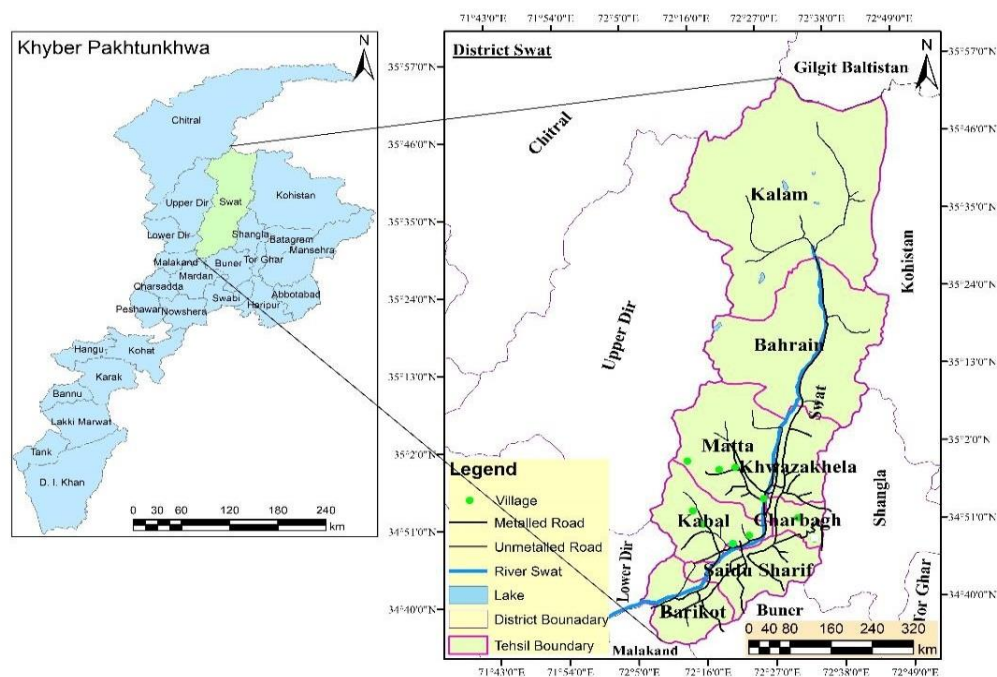 Khyber Pakhtunkhwa
N
Chitral
Upper Dir
Swat
Kohistan
Lower Dir
Shangla
Batagrem
Mansehra
Malakand
Buner
Tor Ghar
Mardan
Charsadda
Swabi
Abbotabad
Haripur
Peshawar
Nowshera
Hangu
Kohat
Karak
Bannu
Lakki Marwat
Tank
D. I. Khan
0 30 60 120 180 240
km
71°43'0"E 71°54'0"E 72°5'0"E 72°16'0"E 72°27'0"E 72°38'0"E 72°49'0"E
District Swat
N
Gilgit Baltistan
35°57'0"N 35°57'0"N
Chitral
35°46'0"N 35°46'0"N
Kalam
35°35'0"N 35°35'0"N
Kohistan
35°24'0"N 35°24'0"N
Upper Dir
Bahrain
35°13'0"N 35°13'0"N
Swat
35°2'0"N 35°2'0"N
Matta
Khwazakhela
Shangla
Kabal
Charbagh
34°51'0"N 34°51'0"N
Saidu Sharif
Lower Dir
Barikot
Buner
Tor Ghar
34°40'0"N 34°40'0"N
Malakand
Legend
Village
Metalled Road
Unmetalled Road
River Swat
Lake
District Bounadary
Tehsil Boundary
0 40 80 160 240 320
km
71°43'0"E 71°54'0"E 72°5'0"E 72°16'0"E 72°27'0"E 72°38'0"E 72°49'0"E